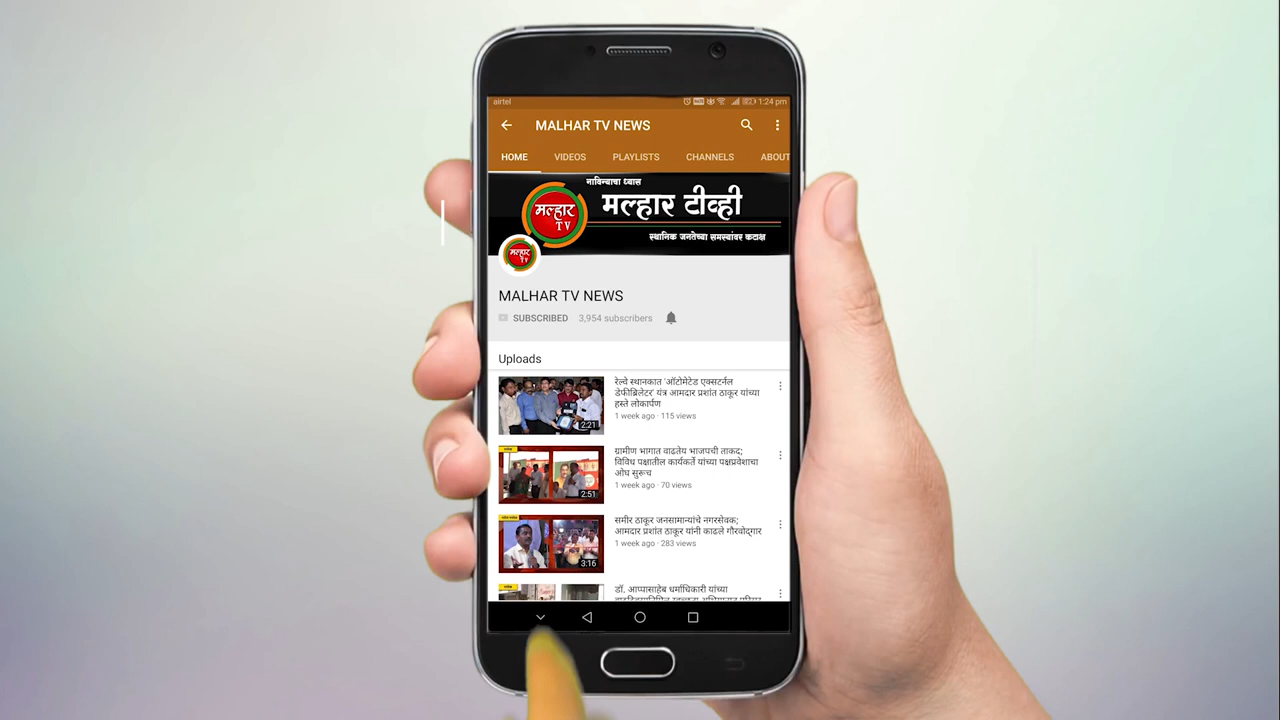 airtel 1:24 pm
MALHAR TV NEWS
HOME VIDEOS PLAYLISTS CHANNELS ABOUT
नाविन्याचा ध्यास
मल्हार टीव्ही
मल्हार
TV
स्थानिक जनतेच्या समस्यांवर कटाक्ष
मल्हार
TV
MALHAR TV NEWS
SUBSCRIBED 3,954 subscribers
Uploads
रेल्वे स्थानकात 'ऑटोमेटेड एक्सटर्नल
डेफीब्रिलेटर' यंत्र आमदार प्रशांत ठाकूर यांच्या
हस्ते लोकार्पण
1 week ago · 115 views
2:21
ग्रामीण भागात वाढतेय भाजपची ताकद;
विविध पक्षातील कार्यकर्ते यांच्या पक्षप्रवेशाचा
ओघ सुरूच
1 week ago · 70 views
2:51
समीर ठाकूर जनसामान्यांचे नगरसेवक;
आमदार प्रशांत ठाकूर यांनी काढले गौरवोद्गार
1 week ago · 283 views
3:16
डॉ. आप्पासाहेब धर्माधिकारी यांच्या